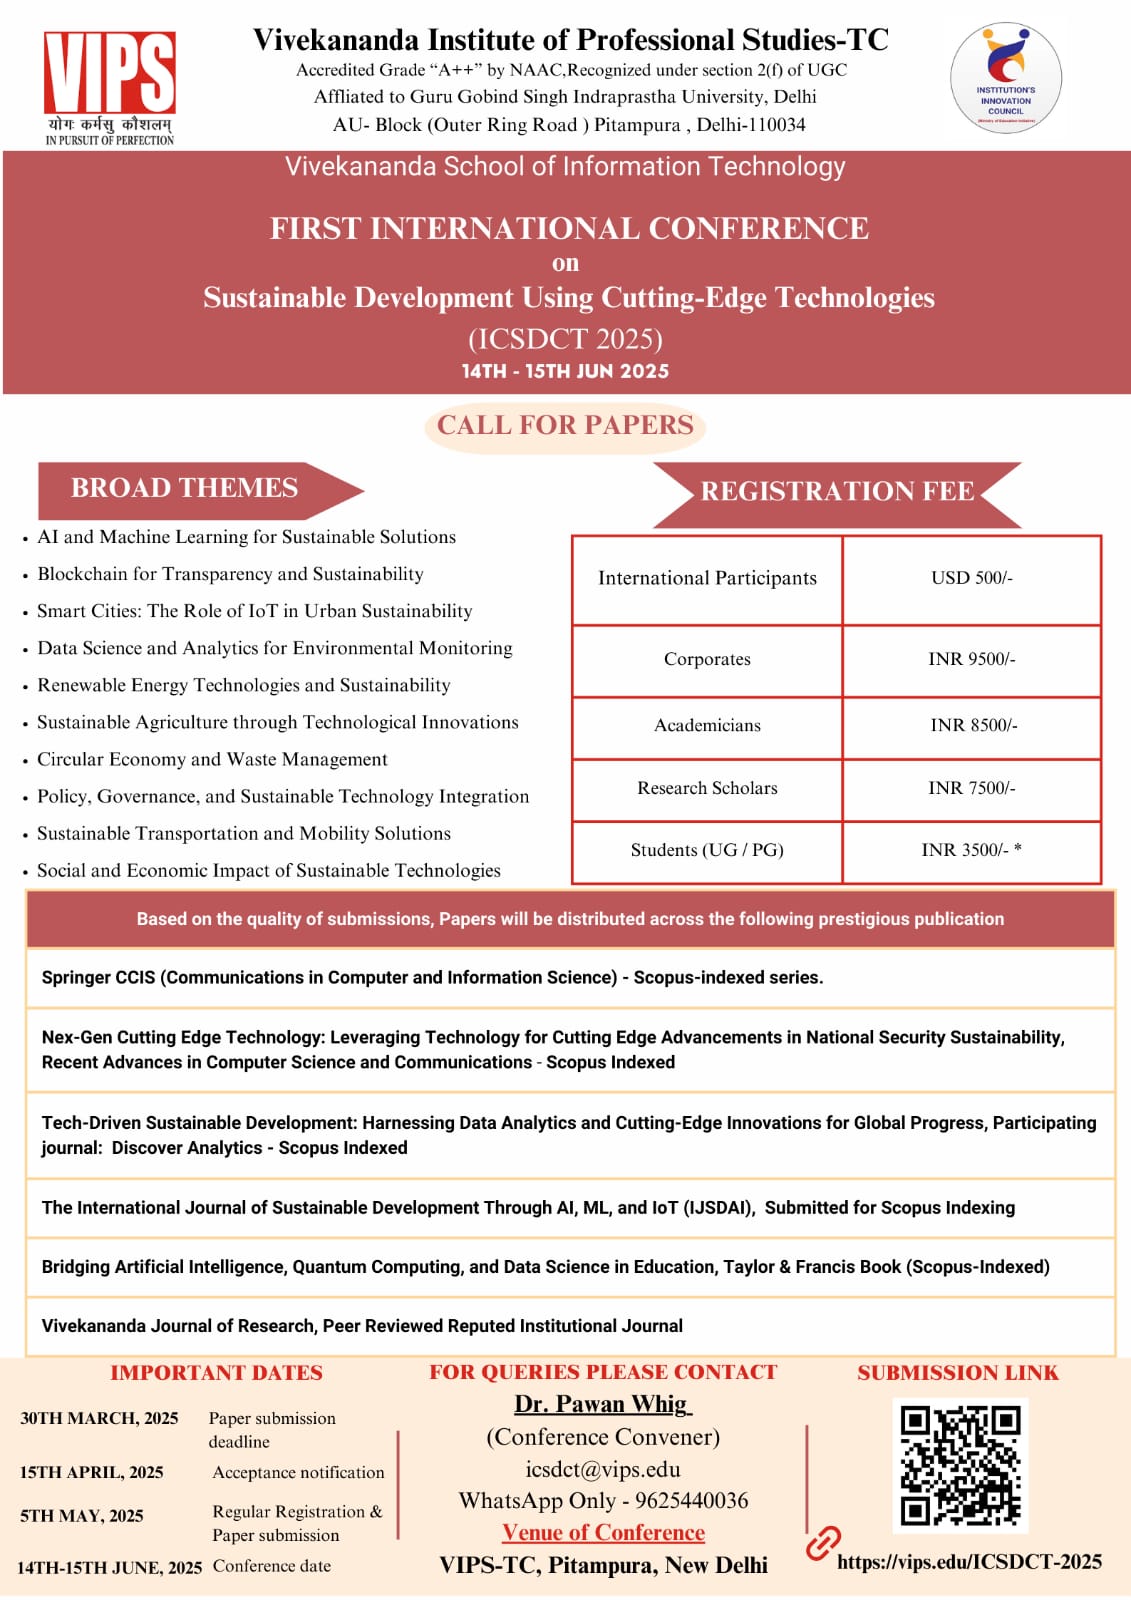 VIPS
योगः कर्मसु कौशलम्
IN PURSUIT OF PERFECTION
Vivekananda Institute of Professional Studies-TC
Accredited Grade “A++” by NAAC,Recognized under section 2(f) of UGC
Affliated to Guru Gobind Singh Indraprastha University, Delhi
AU- Block (Outer Ring Road ) Pitampura , Delhi-110034
INSTITUTION'S
INNOVATION
COUNCIL
(Ministry of Education Initiative)
Vivekananda School of Information Technology
FIRST INTERNATIONAL CONFERENCE
on
Sustainable Development Using Cutting-Edge Technologies
(ICSDCT 2025)
14TH - 15TH JUN 2025
CALL FOR PAPERS
BROAD THEMES
• AI and Machine Learning for Sustainable Solutions
• Blockchain for Transparency and Sustainability
• Smart Cities: The Role of IoT in Urban Sustainability
• Data Science and Analytics for Environmental Monitoring
• Renewable Energy Technologies and Sustainability
• Sustainable Agriculture through Technological Innovations
• Circular Economy and Waste Management
• Policy, Governance, and Sustainable Technology Integration
• Sustainable Transportation and Mobility Solutions
• Social and Economic Impact of Sustainable Technologies
REGISTRATION FEE
International Participants USD 500/-
Corporates INR 9500/-
Academicians INR 8500/-
Research Scholars INR 7500/-
Students (UG / PG) INR 3500/- *
Based on the quality of submissions, Papers will be distributed across the following prestigious publication
Springer CCIS (Communications in Computer and Information Science) - Scopus-indexed series.
Nex-Gen Cutting Edge Technology: Leveraging Technology for Cutting Edge Advancements in National Security Sustainability,
Recent Advances in Computer Science and Communications - Scopus Indexed
Tech-Driven Sustainable Development: Harnessing Data Analytics and Cutting-Edge Innovations for Global Progress, Participating
journal: Discover Analytics - Scopus Indexed
The International Journal of Sustainable Development Through AI, ML, and IoT (IJSDAI), Submitted for Scopus Indexing
Bridging Artificial Intelligence, Quantum Computing, and Data Science in Education, Taylor & Francis Book (Scopus-Indexed)
Vivekananda Journal of Research, Peer Reviewed Reputed Institutional Journal
IMPORTANT DATES
30TH MARCH, 2025 Paper submission
deadline
15TH APRIL, 2025 Acceptance notification
5TH MAY, 2025 Regular Registration &
Paper submission
14TH-15TH JUNE, 2025 Conference date
FOR QUERIES PLEASE CONTACT
Dr. Pawan Whig
(Conference Convener)
icsdct@vips.edu
WhatsApp Only - 9625440036
Venue of Conference
VIPS-TC, Pitampura, New Delhi
SUBMISSION LINK
https://vips.edu/ICSDCT-2025